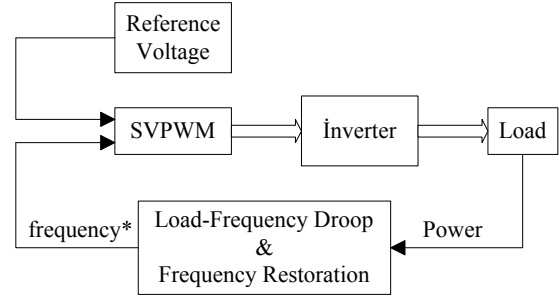 Reference
Voltage
SVPWM
İnverter
Load
frequency*
Load-Frequency Droop
&
Frequency Restoration
Power